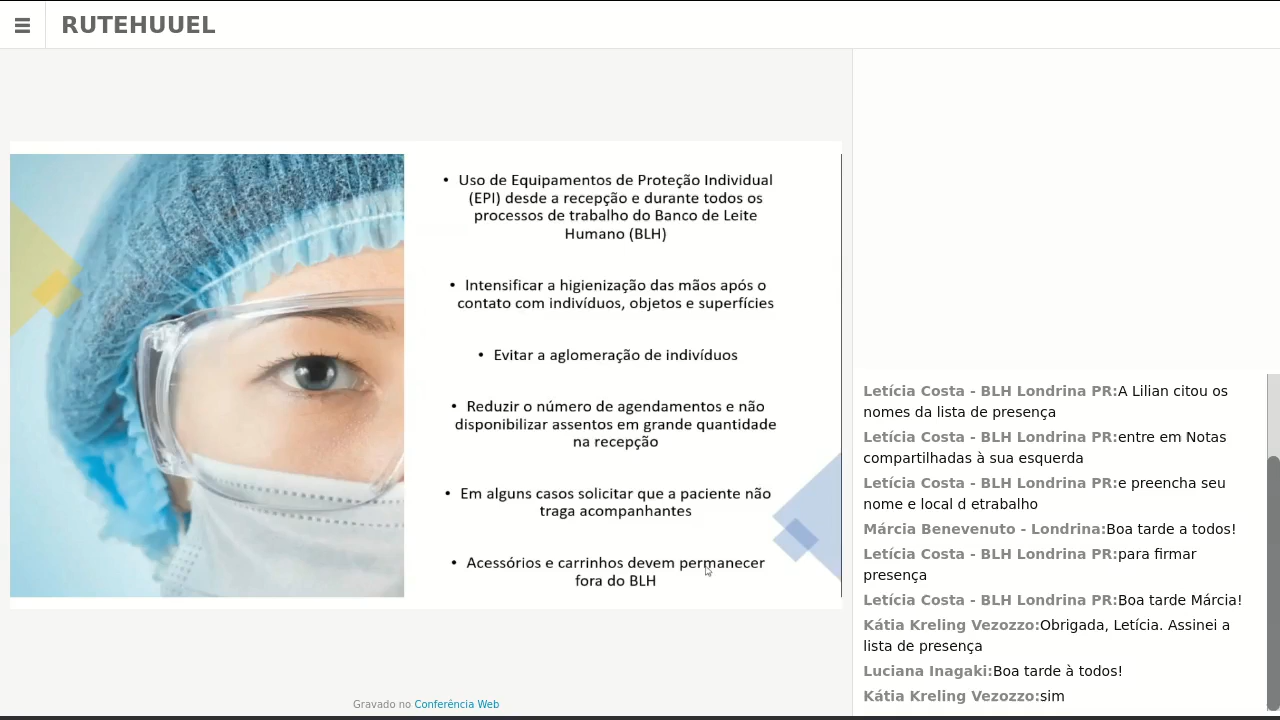 RUTEHUUEL
• Uso de Equipamentos de Proteção Individual
(EPI) desde a recepção e durante todos os
processos de trabalho do Banco de Leite
Humano (BLH)
• Intensificar a higienização das mãos após o
contato com indivíduos, objetos e superfícies
• Evitar a aglomeração de indivíduos
• Reduzir o número de agendamentos e não
disponibilizar assentos em grande quantidade
na recepção
• Em alguns casos solicitar que a paciente não
traga acompanhantes
• Acessórios e carrinhos devem permanecer
fora do BLH
Gravado no Conferência Web
Letícia Costa - BLH Londrina PR:A Lilian citou os
nomes da lista de presença
Letícia Costa - BLH Londrina PR:entre em Notas
compartilhadas à sua esquerda
Letícia Costa - BLH Londrina PR:e preencha seu
nome e local d etrabalho
Márcia Benevenuto - Londrina:Boa tarde a todos!
Letícia Costa - BLH Londrina PR:para firmar
presença
Letícia Costa - BLH Londrina PR:Boa tarde Márcia!
Kátia Kreling Vezozzo:Obrigada, Letícia. Assinei a
lista de presença
Luciana Inagaki:Boa tarde à todos!
Kátia Kreling Vezozzo:sim